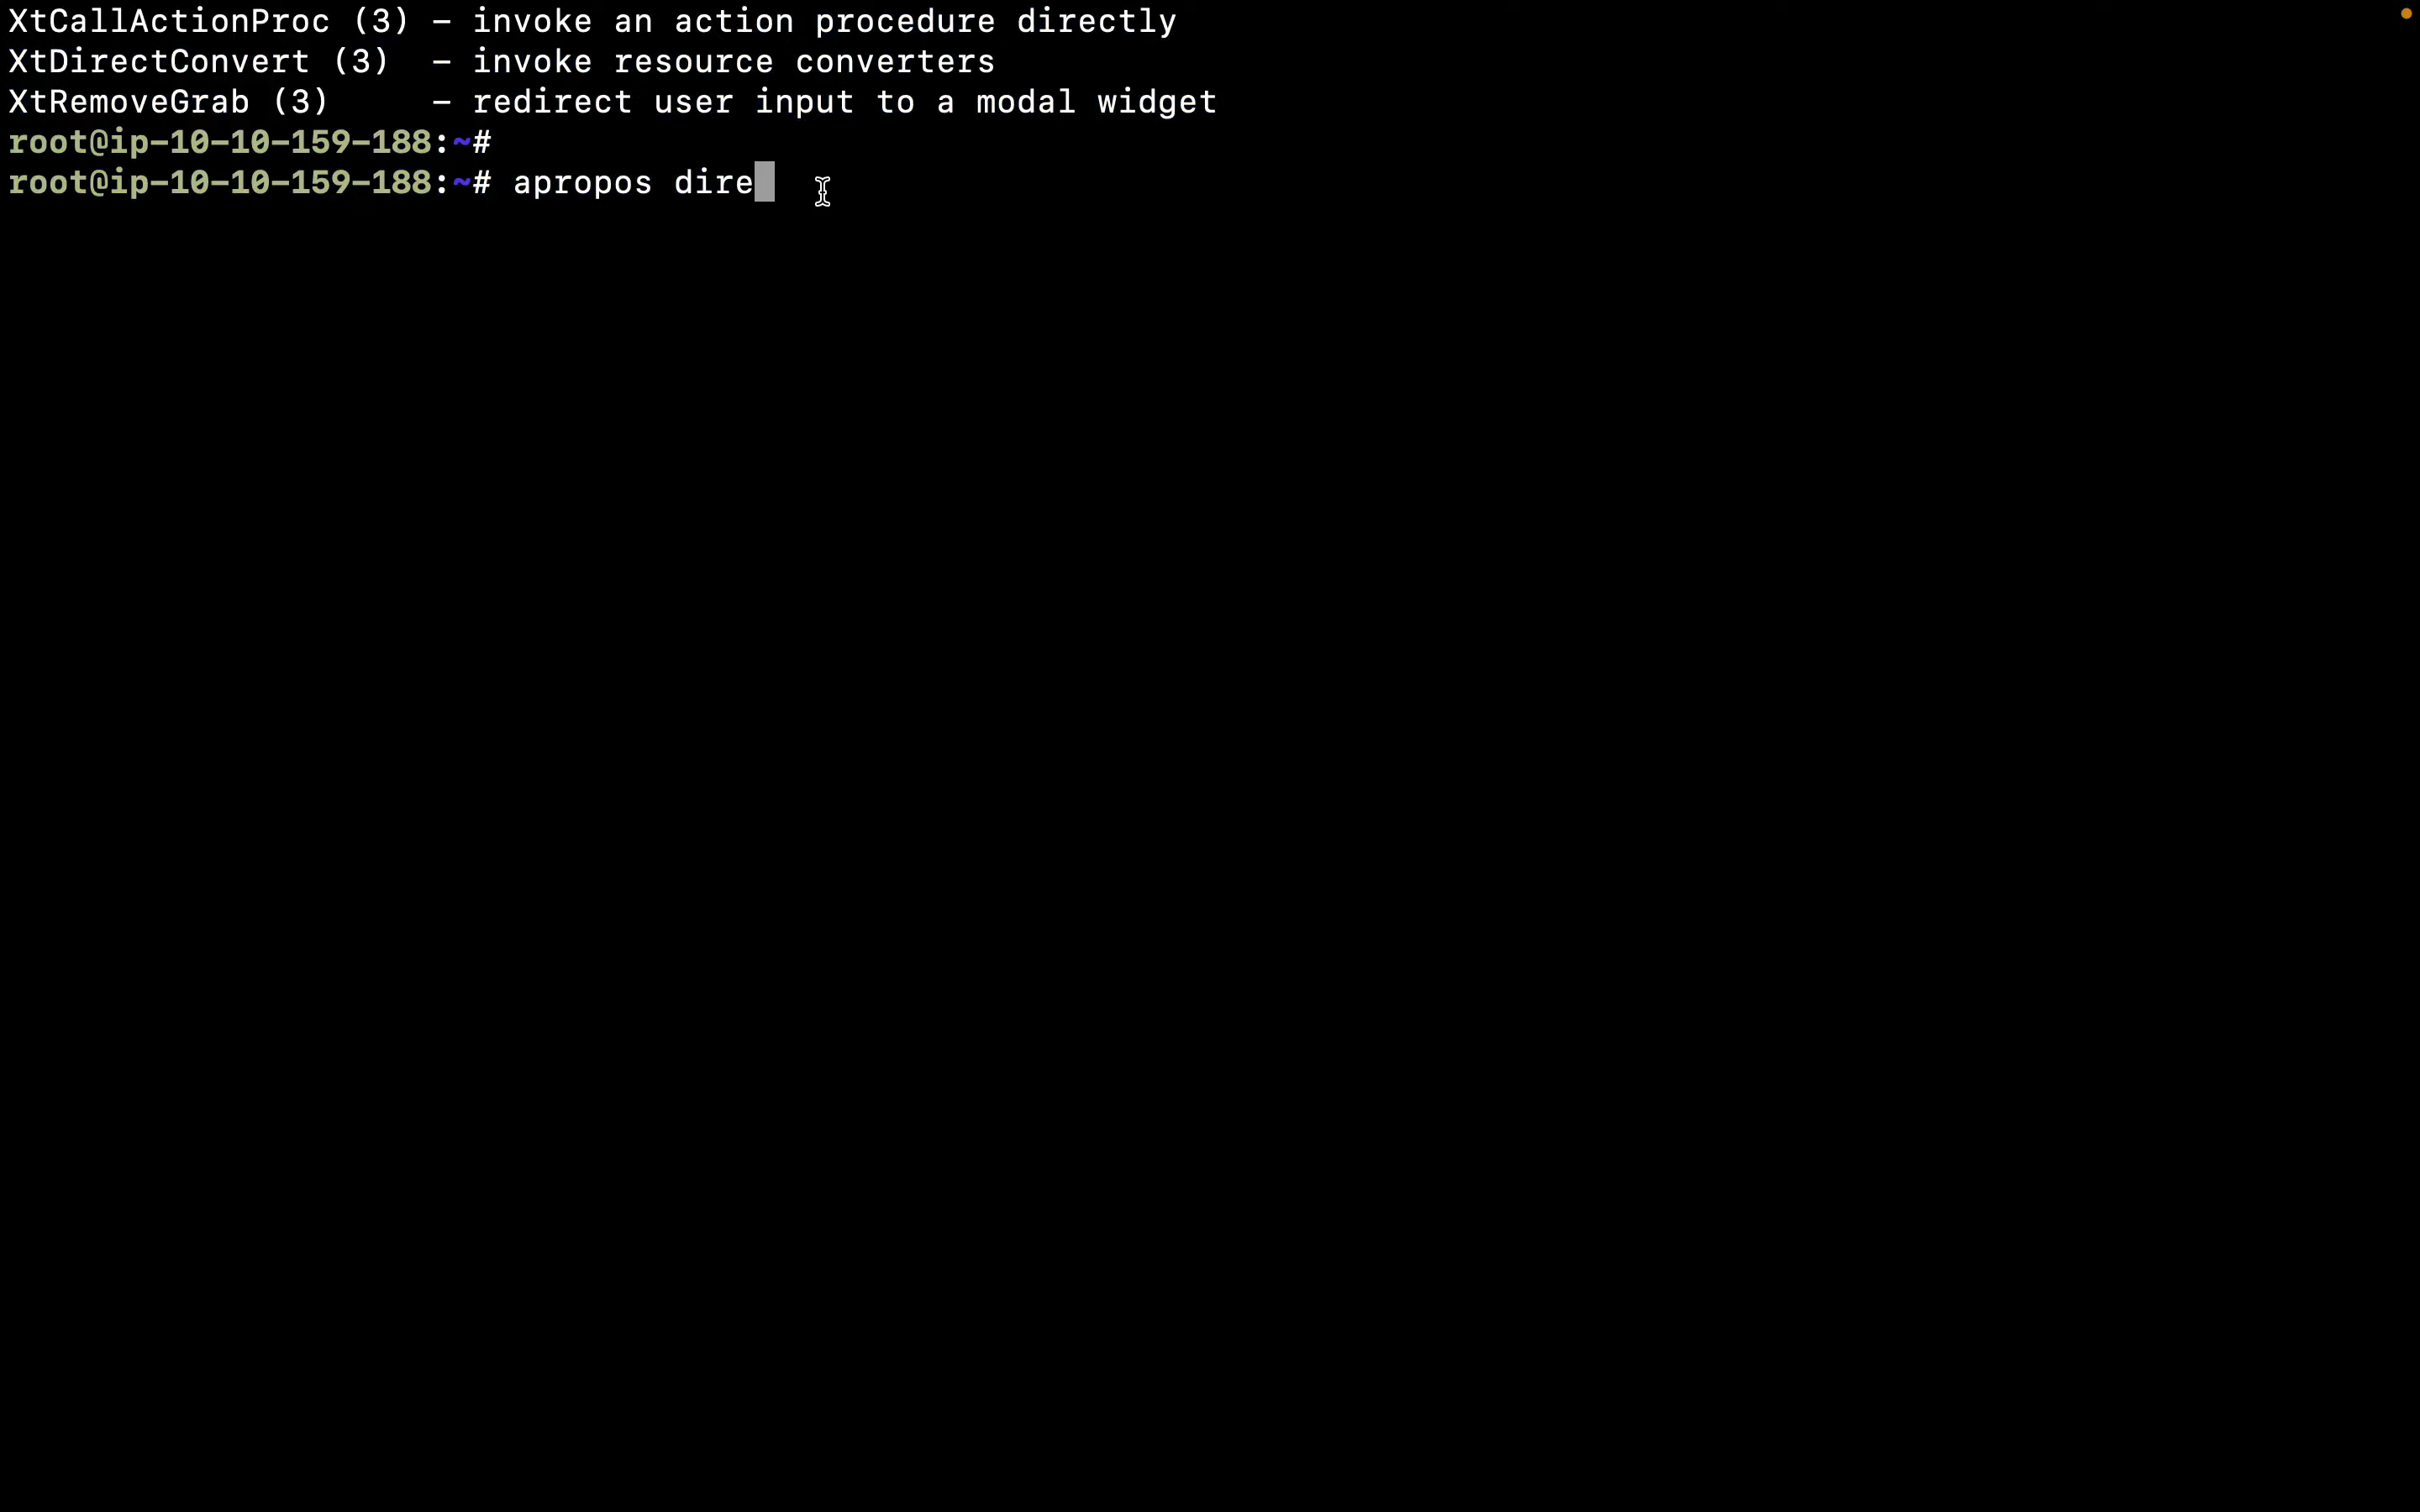 XtCallActionProc (3) – invoke an action procedure directly
XtDirectConvert (3)  – invoke resource converters
XtRemoveGrab (3)     – redirect user input to a modal widget
root@ip-10-10-159-188:~#
root@ip-10-10-159-188:~# apropos dire